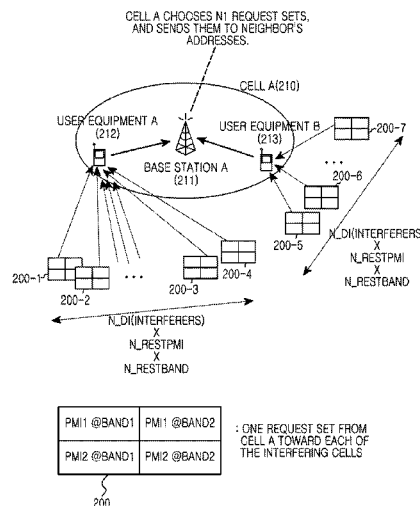 CELL A CHOOSES N1 REQUEST SETS,
AND SENDS THEM TO NEIGHBOR'S
ADDRESSES.
CELL A(210)
USER EQUIPMENT A
(212)
USER EQUIPMENT B
(213)
BASE STATION A
(211)
200-7
...
200-6
200-5
200-4
200-3
...
200-1
200-2
N_DI(INTERFERERS)
X
N_RESTPMI
X
N_RESTBAND
N_DI(INTERFERERS)
X
N_RESTPMI
X
N_RESTBAND
PMI1 @BAND1
PMI1 @BAND2
PMI2 @BAND1
PMI2 @BAND2
: ONE REQUEST SET FROM
CELL A TOWARD EACH OF
THE INTERFERING CELLS
200